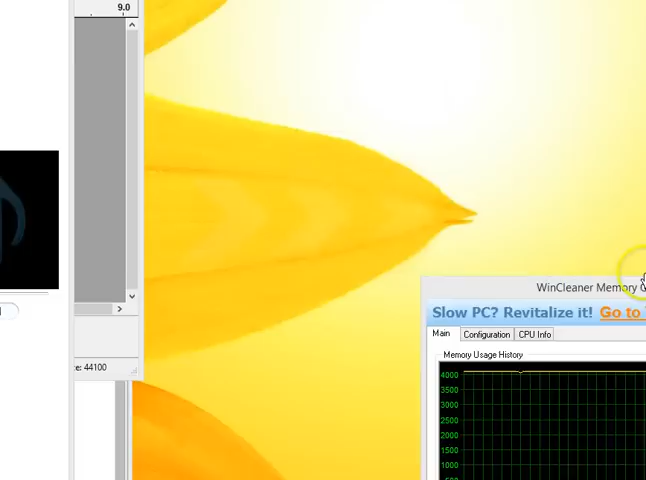 9.0
e: 44100
WinCleaner Memory
Slow PC? Revitalize it! Go to
Main Configuration CPU Info
Memory Usage History
4000
3500
3000
2500
2000
1500
1000